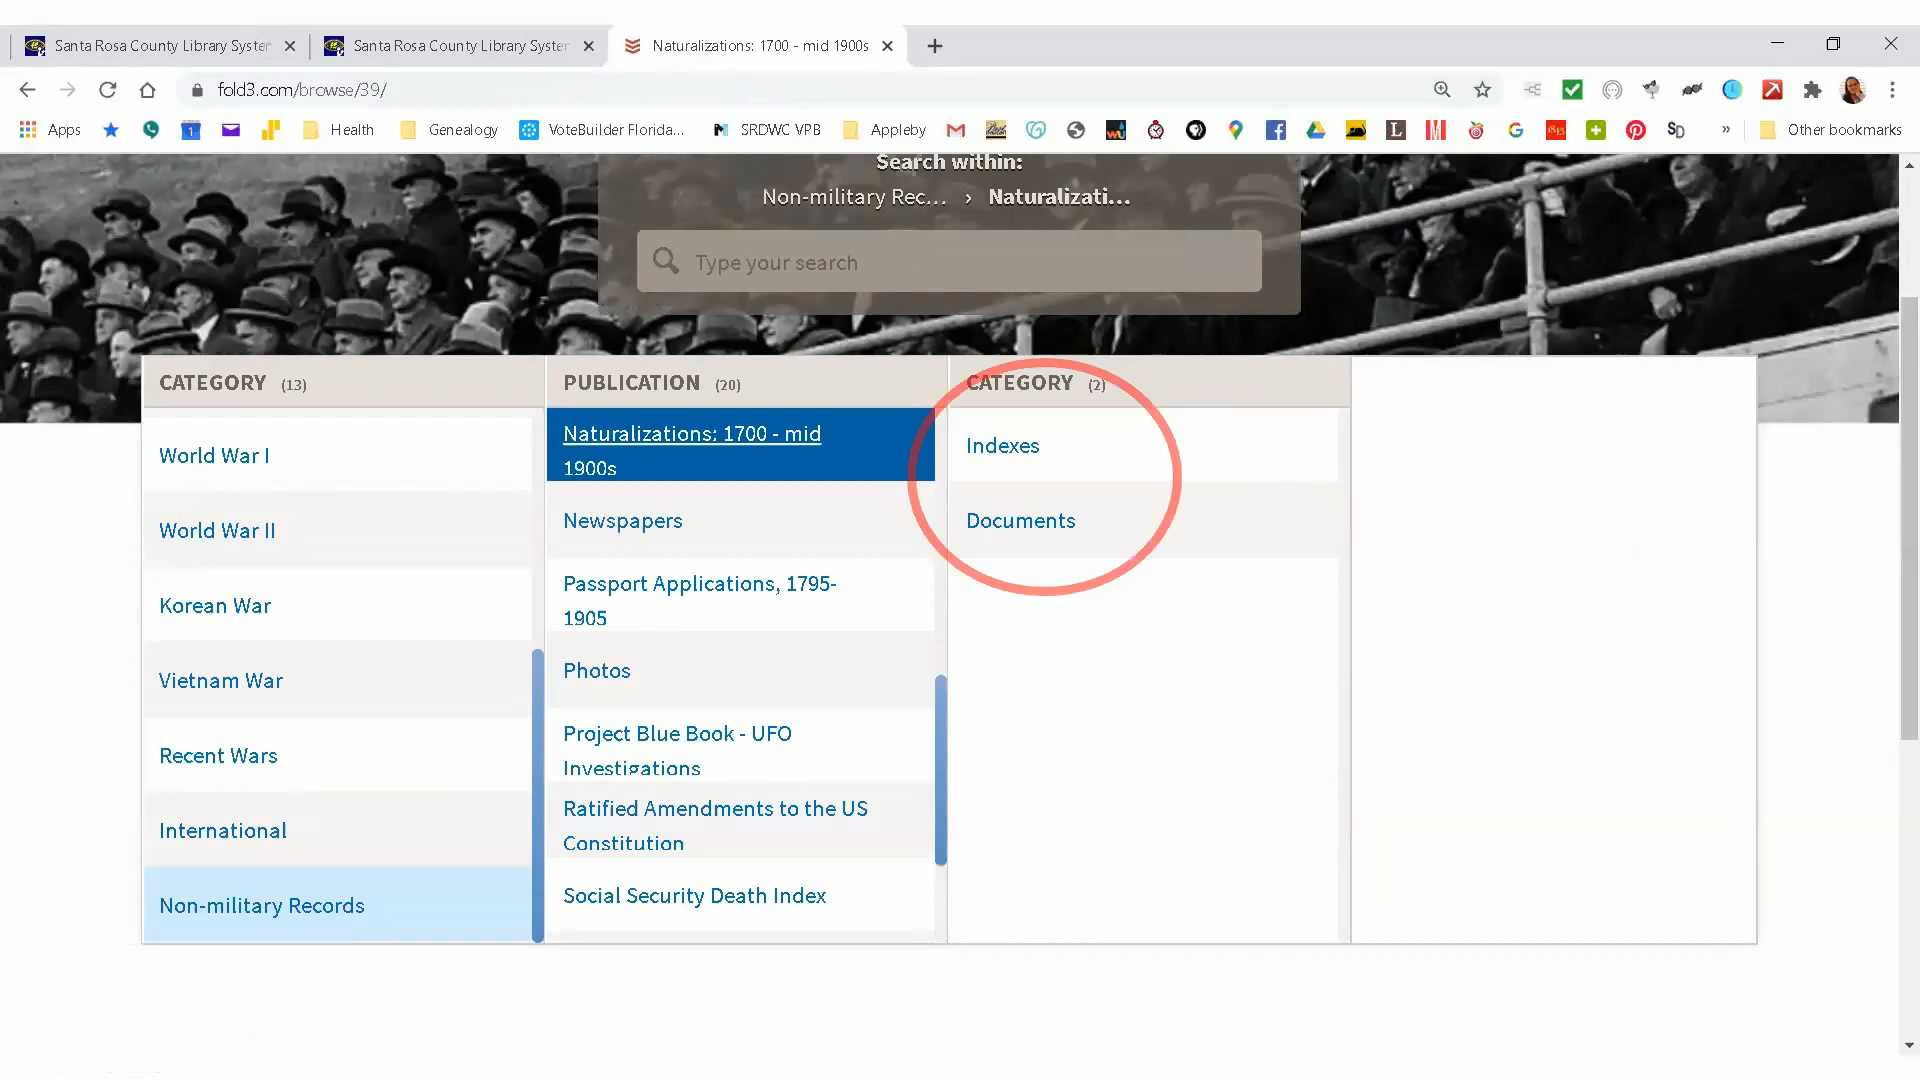 Santa Rosa County Library System
Santa Rosa County Library System
Naturalizations: 1700 - mid 1900s
fold3.com/browse/39/
Apps
Health
Genealogy
VoteBuilder Florida...
SRDWC VPB
Appleby
SD
»
Other bookmarks
Search within:
Non-military Rec... › Naturalizati...
Type your search
CATEGORY (13)
World War I
World War II
Korean War
Vietnam War
Recent Wars
International
Non-military Records
PUBLICATION (20)
Naturalizations: 1700 - mid
1900s
Newspapers
Passport Applications, 1795-
1905
Photos
Project Blue Book - UFO
Investigations
Ratified Amendments to the US
Constitution
Social Security Death Index
CATEGORY (2)
Indexes
Documents